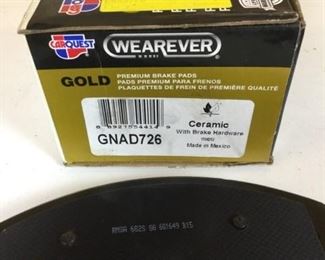 CARQUEST
WEAREVER
GOLD
PREMIUM BRAKE PADS
PADS PREMIUM PARA FRENOS
PLAQUETTES DE FREIN DE PREMIÈRE QUALITÉ
GNAD726
Ceramic
With Brake Hardware
Made in Mexico